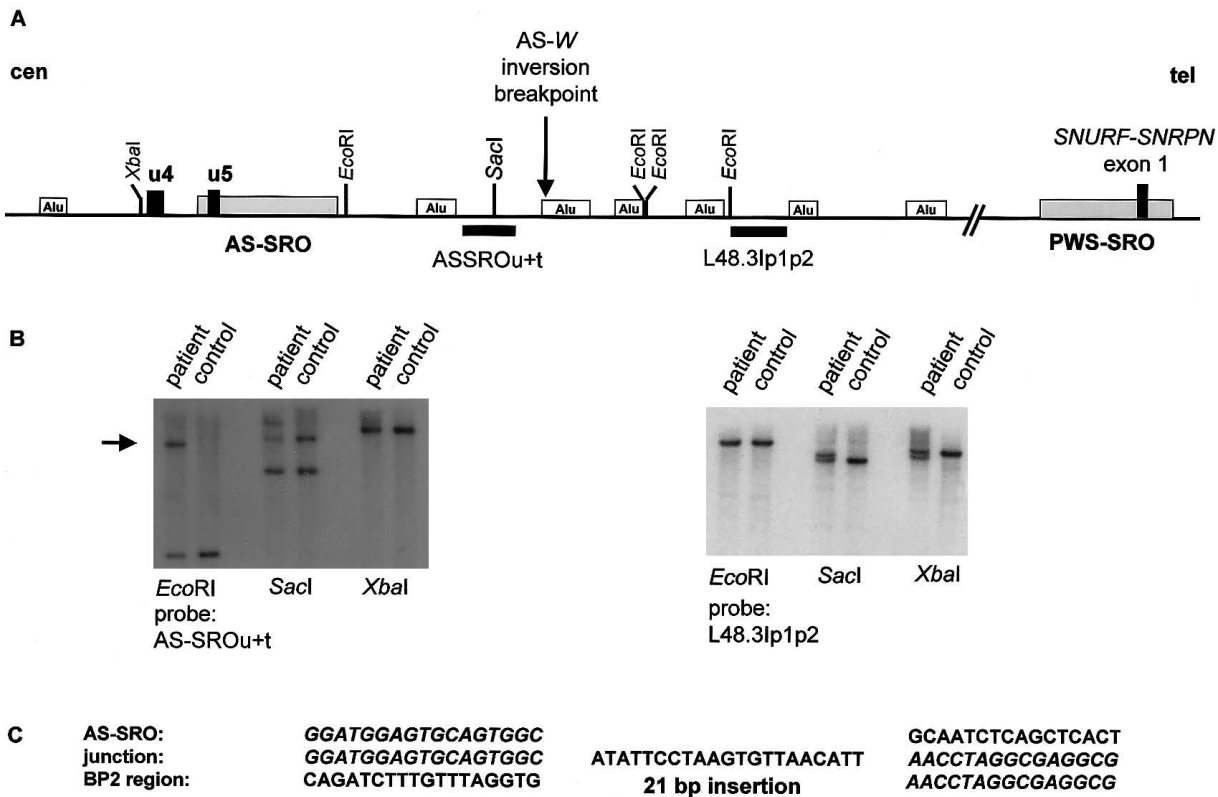 A
cen
AS-W
inversion
breakpoint
tel
XbaI
u4
u5
EcoRI
SacI
EcoRI
EcoRI
EcoRI
SNURF-SNRPN
exon 1
Alu
Alu
Alu
Alu
Alu
Alu
Alu
AS-SRO
ASSROu+t
L48.3Ip1p2
PWS-SRO
B
patient
control
patient
control
patient
control
EcoRI
SacI
XbaI
probe:
AS-SROu+t
patient
control
patient
control
patient
control
EcoRI
SacI
XbaI
probe:
L48.3Ip1p2
C
AS-SRO: GGATGGAGTGCAGTGGC GCAATCTCAGCTCACT
junction: GGATGGAGTGCAGTGGC ATATTCCTAAGTGTTAACATT AACCTAGGCGAGGCG
BP2 region: CAGATCTTTGTTTAGGTG 21 bp insertion AACCTAGGCGAGGCG